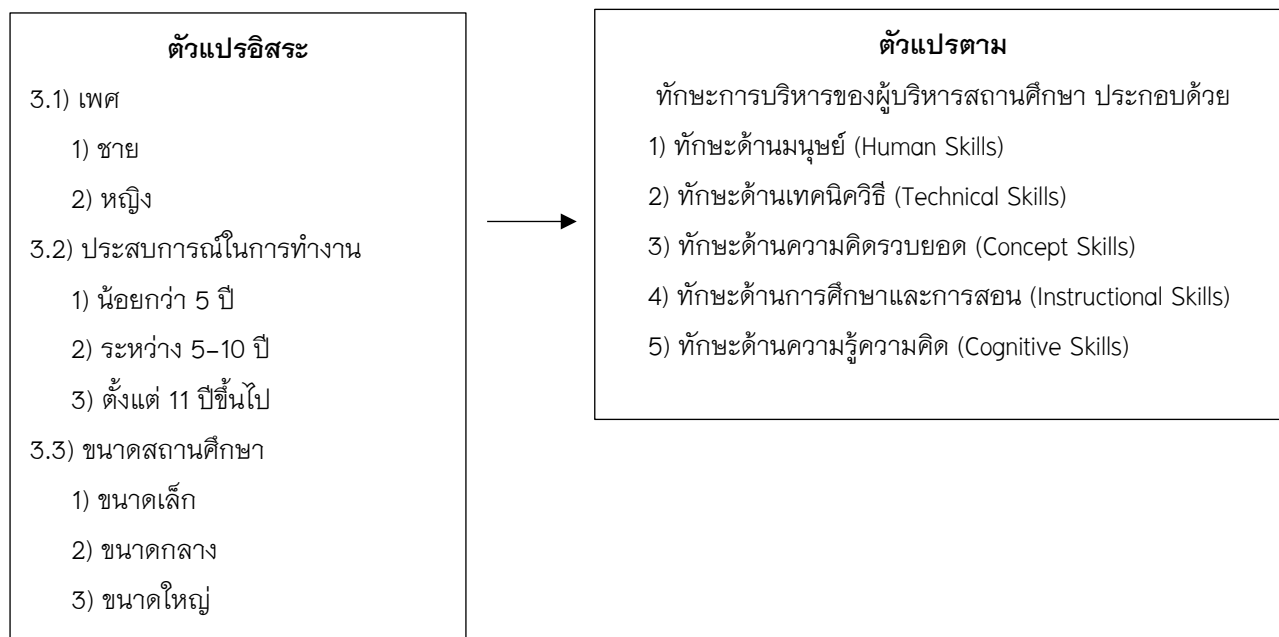 ตัวแปรอิสระ
3.1) เพศ
1) ชาย
2) หญิง
3.2) ประสบการณ์ในการทำงาน
1) น้อยกว่า 5 ปี
2) ระหว่าง 5–10 ปี
3) ตั้งแต่ 11 ปีขึ้นไป
3.3) ขนาดสถานศึกษา
1) ขนาดเล็ก
2) ขนาดกลาง
3) ขนาดใหญ่
ตัวแปรตาม
ทักษะการบริหารของผู้บริหารสถานศึกษา ประกอบด้วย
1) ทักษะด้านมนุษย์ (Human Skills)
2) ทักษะด้านเทคนิควิธี (Technical Skills)
3) ทักษะด้านความคิดรวบยอด (Concept Skills)
4) ทักษะด้านการศึกษาและการสอน (Instructional Skills)
5) ทักษะด้านความรู้ความคิด (Cognitive Skills)